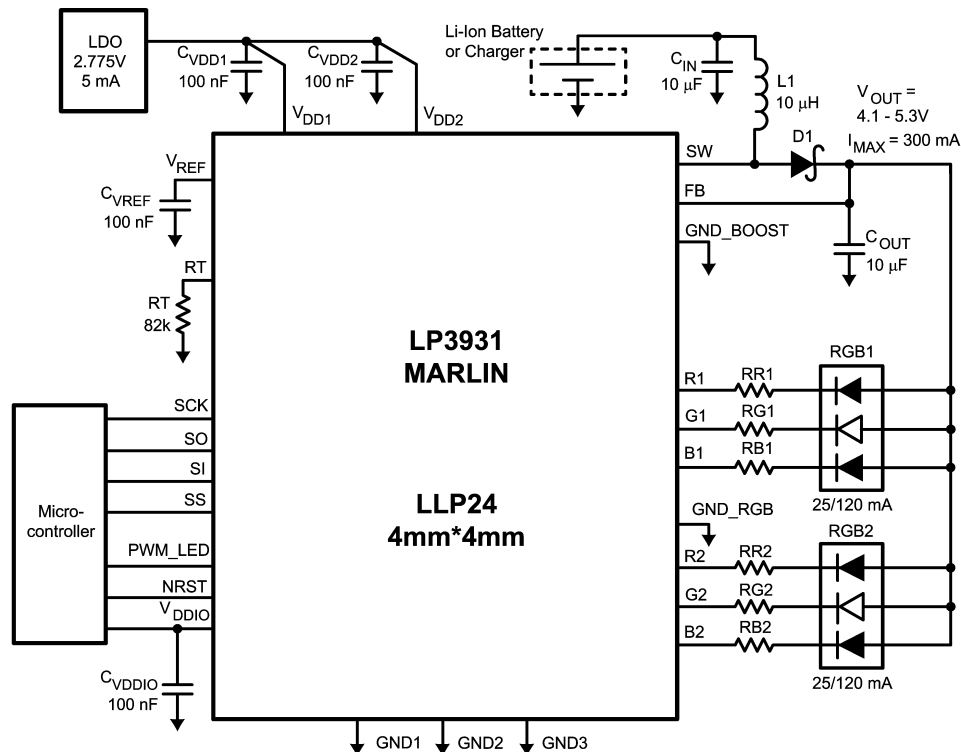 LDO
2.775V
5 mA
CVDD1
100 nF
CVDD2
100 nF
VDD1
VDD2
Li-Ion Battery
or Charger
CIN
10 μF
L1
10 μH
VOUT =
4.1 - 5.3V
IMAX = 300 mA
D1
SW
FB
GND_BOOST
COUT
10 μF
VREF
CVREF
100 nF
RT
RT
82k
LP3931
MARLIN
LLP24
4mm*4mm
Micro-
controller
SCK
SO
SI
SS
PWM_LED
NRST
VDDIO
CVDDIO
100 nF
RGB1
R1
RR1
G1
RG1
B1
RB1
25/120 mA
GND_RGB
RGB2
R2
RR2
G2
RG2
B2
RB2
25/120 mA
GND1
GND2
GND3